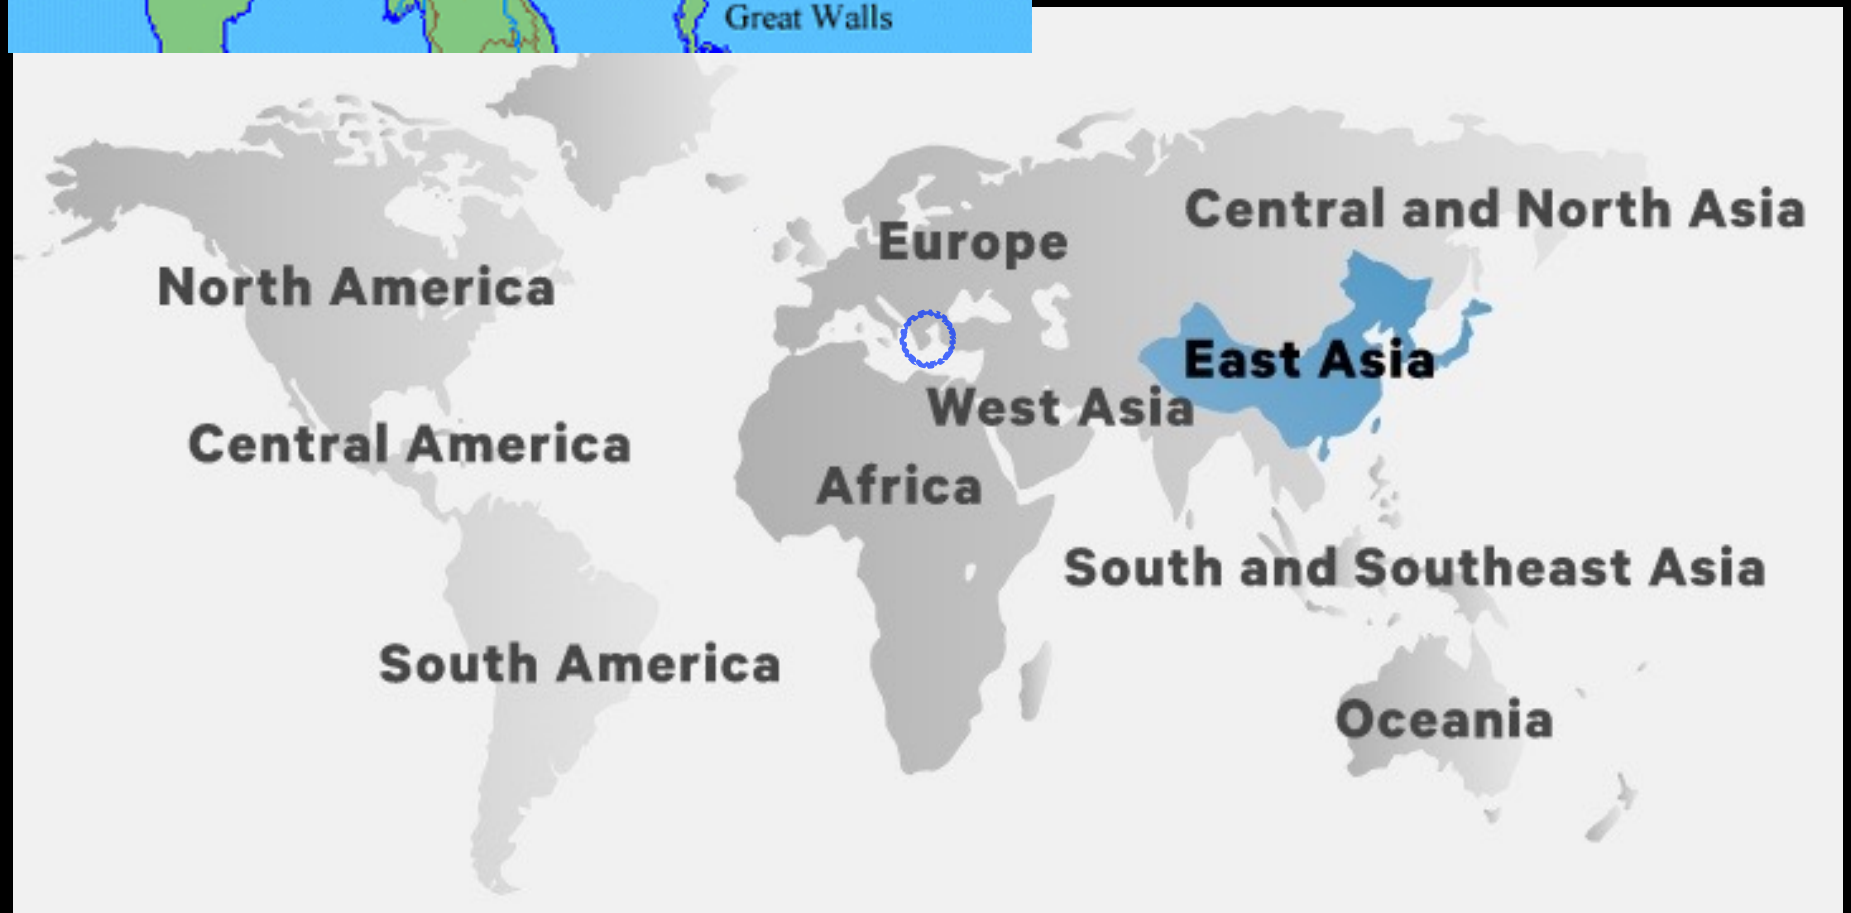 Great Walls
Central and North Asia
Europe
North America
East Asia
West Asia
Central America
Africa
South and Southeast Asia
South America
Oceania